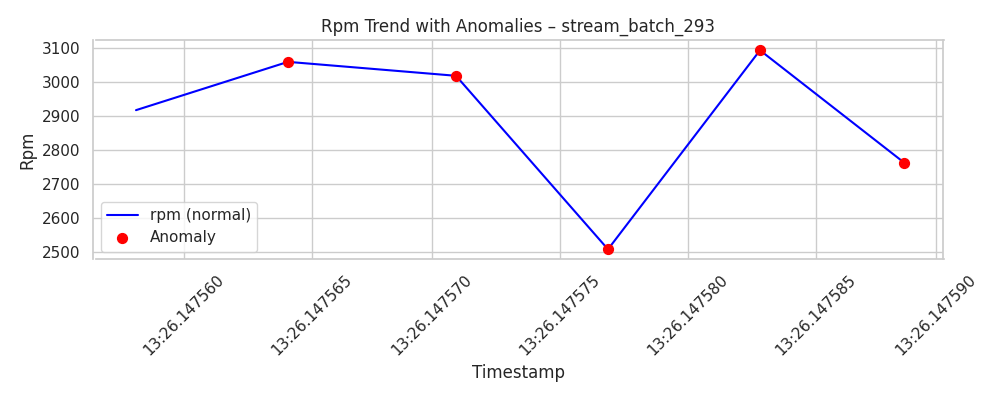 Rpm Trend with Anomalies – stream_batch_293
Rpm
3100
3000
2900
2800
2700
2600
2500
rpm (normal)
Anomaly
13:26.147560
13:26.147565
13:26.147570
13:26.147575
13:26.147580
13:26.147585
13:26.147590
Timestamp